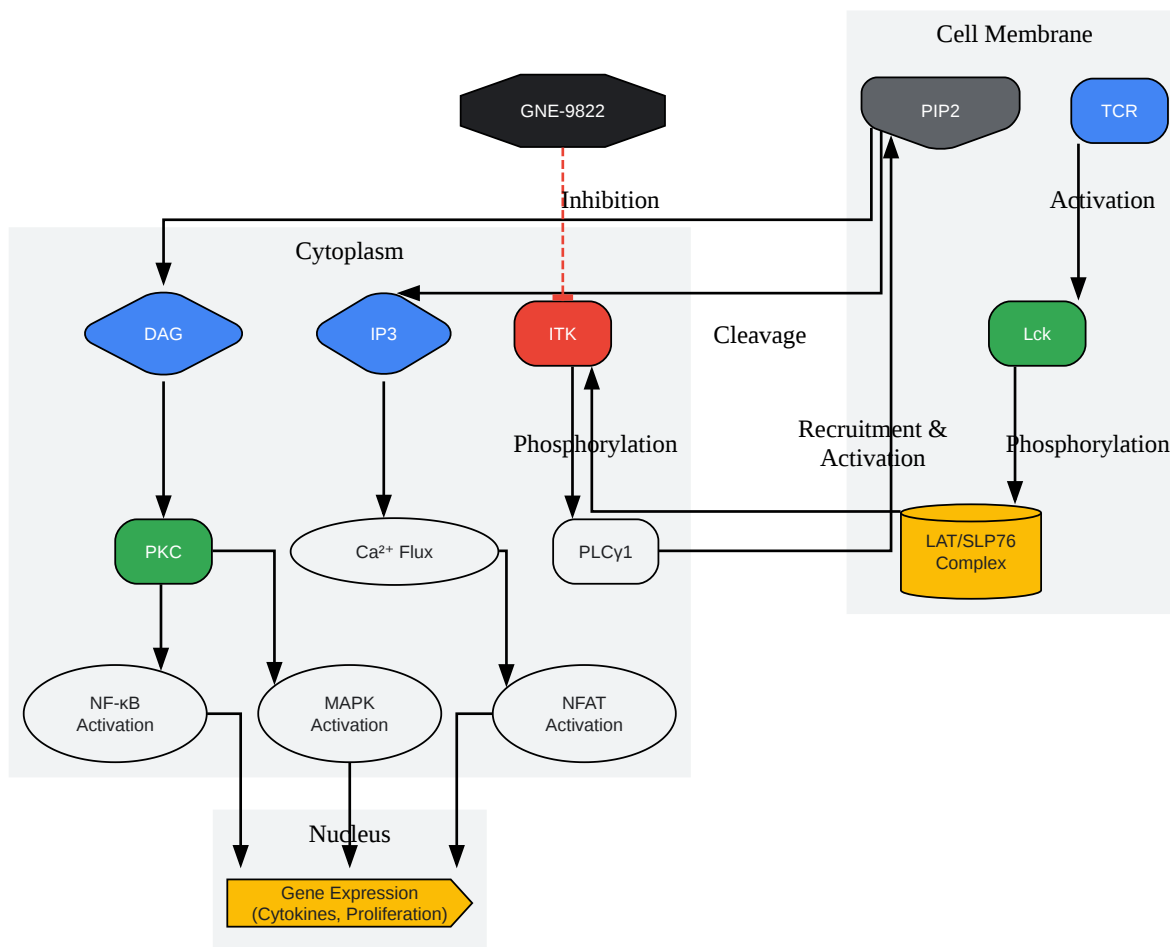 Cell Membrane
GNE-9822
PIP2
TCR
Inhibition
Activation
Cytoplasm
DAG
IP3
ITK
Cleavage
Lck
Phosphorylation
Recruitment &
Activation
Phosphorylation
PKC
Ca²⁺ Flux
PLCγ1
LAT/SLP76
Complex
NF-κB
Activation
MAPK
Activation
NFAT
Activation
Nucleus
Gene Expression
(Cytokines, Proliferation)